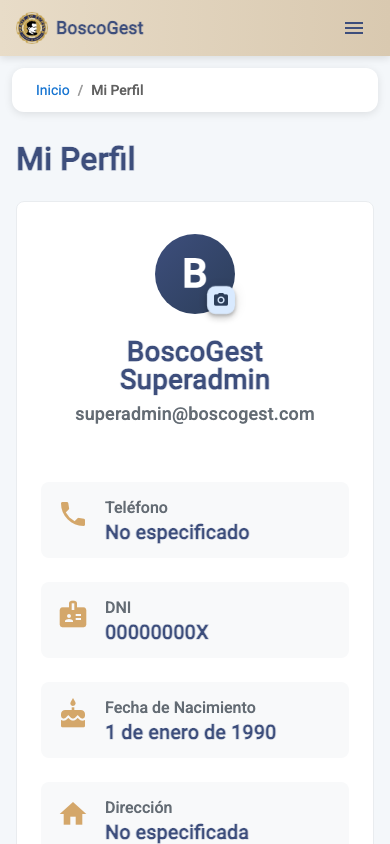 BoscoGest
Inicio / Mi Perfil
Mi Perfil
B
BoscoGest
Superadmin
superadmin@boscogest.com
Teléfono
No especificado
DNI
00000000X
Fecha de Nacimiento
1 de enero de 1990
Dirección
No especificada